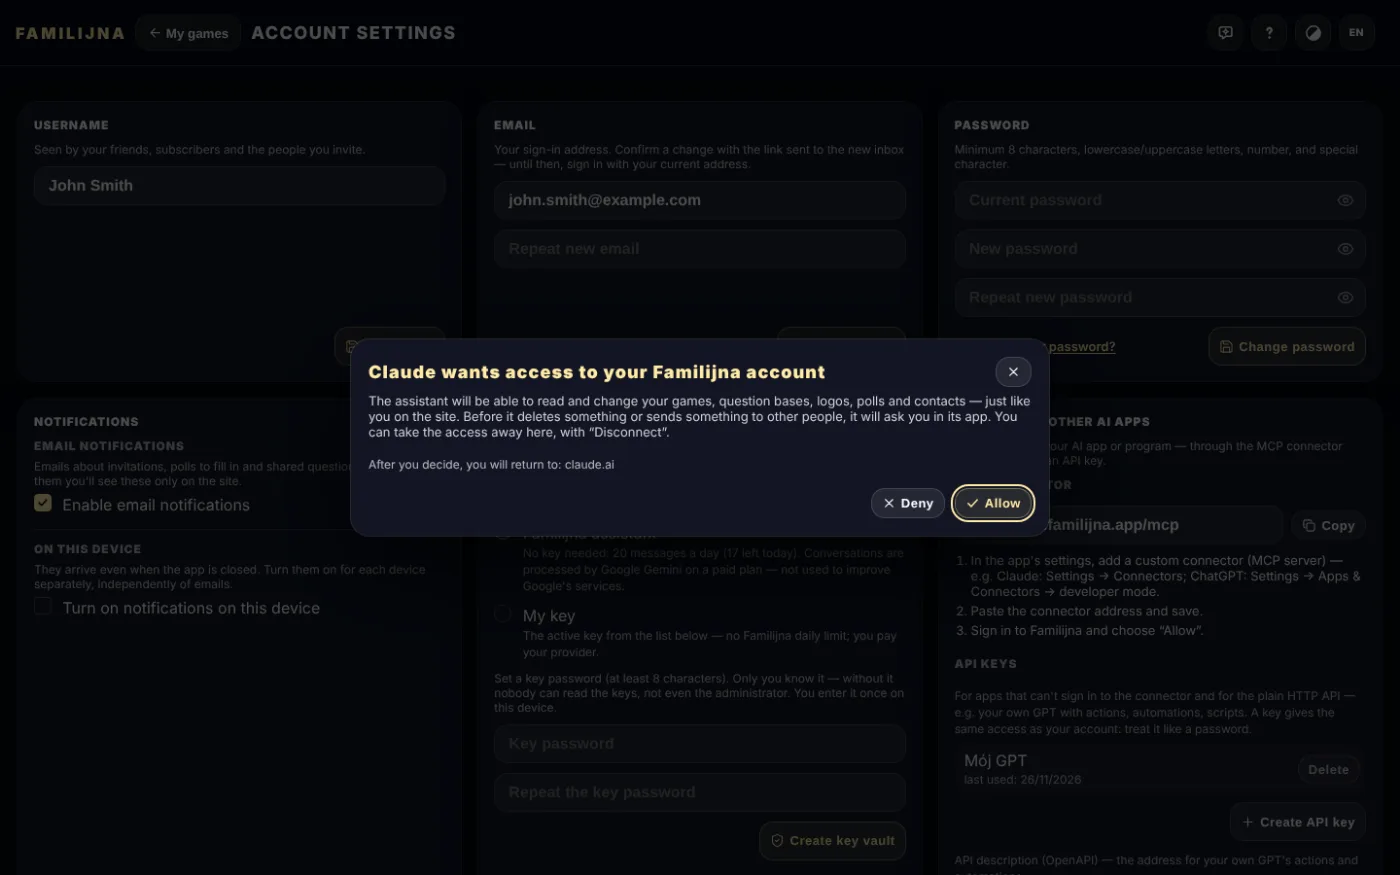 FAMILIJNA
My games
ACCOUNT SETTINGS
?
EN
USERNAME
Seen by your friends, subscribers and the people you invite.
John Smith
EMAIL
Your sign-in address. Confirm a change with the link sent to the new inbox
— until then, sign in with your current address.
john.smith@example.com
Repeat new email
PASSWORD
Minimum 8 characters, lowercase/uppercase letters, number, and special
character.
Current password
New password
Repeat new password
password?
Change password
Claude wants access to your Familijna account
The assistant will be able to read and change your games, question bases, logos, polls and contacts — just like
you on the site. Before it deletes something or sends something to other people, it will ask you in its app. You
can take the access away here, with “Disconnect”.
After you decide, you will return to: claude.ai
Deny
Allow
NOTIFICATIONS
EMAIL NOTIFICATIONS
Emails about invitations, polls to fill in and shared question
them you'll see these only on the site.
Enable email notifications
ON THIS DEVICE
They arrive even when the app is closed. Turn them on for each device
separately, independently of emails.
Turn on notifications on this device
Familijna assistant
No key needed: 20 messages a day (17 left today). Conversations are
processed by Google Gemini on a paid plan — not used to improve
Google's services.
My key
The active key from the list below — no Familijna daily limit; you pay
your provider.
Set a key password (at least 8 characters). Only you know it — without it
nobody can read the keys, not even the administrator. You enter it once on
this device.
Key password
Repeat the key password
Create key vault
OTHER AI APPS
our AI app or program — through the MCP connector
n API key.
TOR
familijna.app/mcp
Copy
1. In the app's settings, add a custom connector (MCP server) —
e.g. Claude: Settings → Connectors; ChatGPT: Settings → Apps &
Connectors → developer mode.
2. Paste the connector address and save.
3. Sign in to Familijna and choose “Allow”.
API KEYS
For apps that can't sign in to the connector and for the plain HTTP API —
e.g. your own GPT with actions, automations, scripts. A key gives the
same access as your account: treat it like a password.
Mój GPT
last used: 26/11/2026
Delete
Create API key
API description (OpenAPI) — the address for your own GPT's actions and